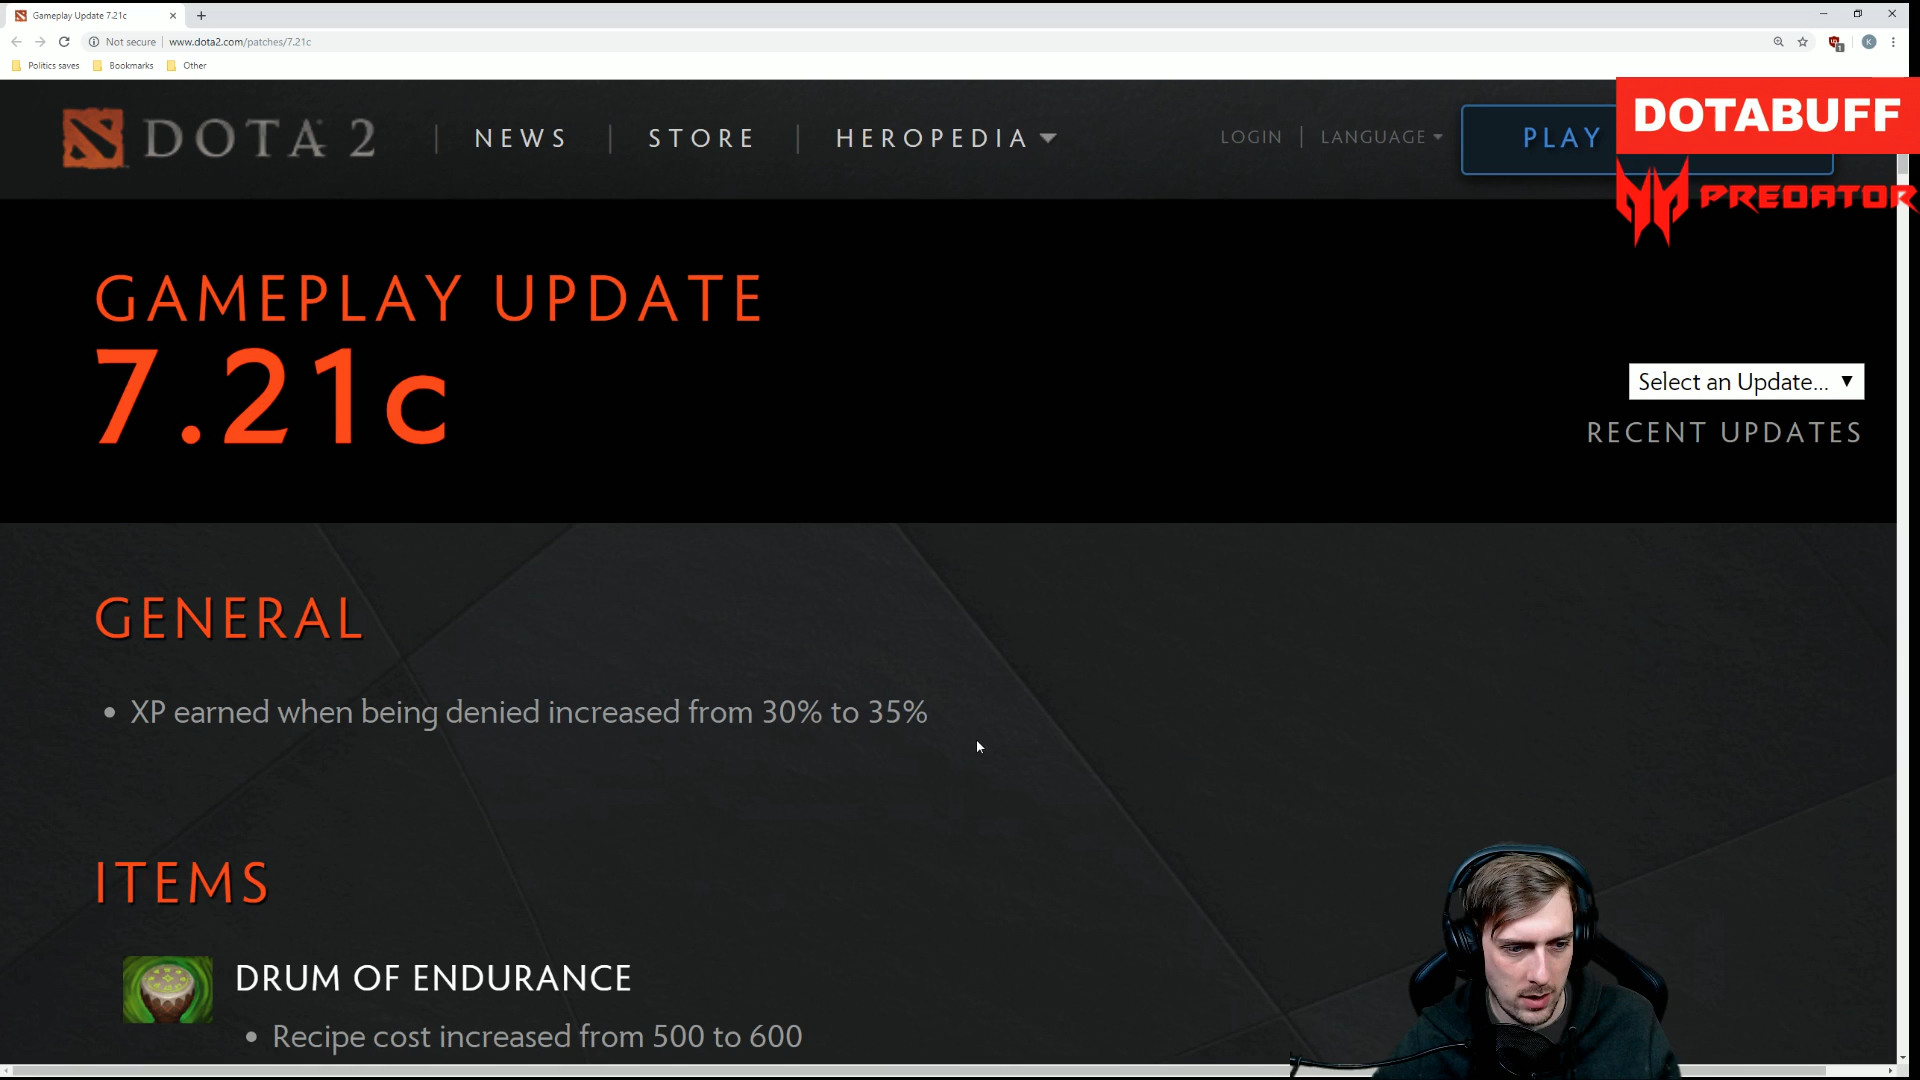 Gameplay Update 7.21c
Not secure | www.dota2.com/patches/7.21c
Politics saves Bookmarks Other
DOTA 2 NEWS STORE HEROPEDIA LOGIN LANGUAGE PLAY
DOTABUFF
PREDATOR
GAMEPLAY UPDATE
7.21c
Select an Update...
RECENT UPDATES
GENERAL
• XP earned when being denied increased from 30% to 35%
ITEMS
DRUM OF ENDURANCE
• Recipe cost increased from 500 to 600